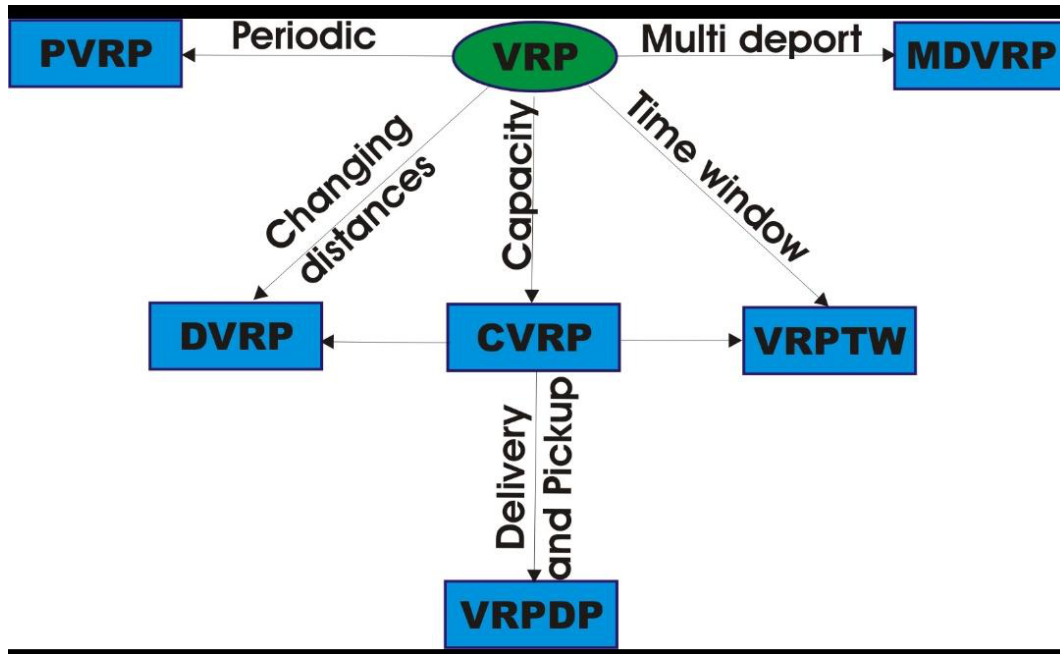 PVRP
Periodic
VRP
Multi deport
MDVRP
Changing
distances
Capacity
Time window
DVRP
CVRP
VRPTW
Delivery
and Pickup
VRPDP